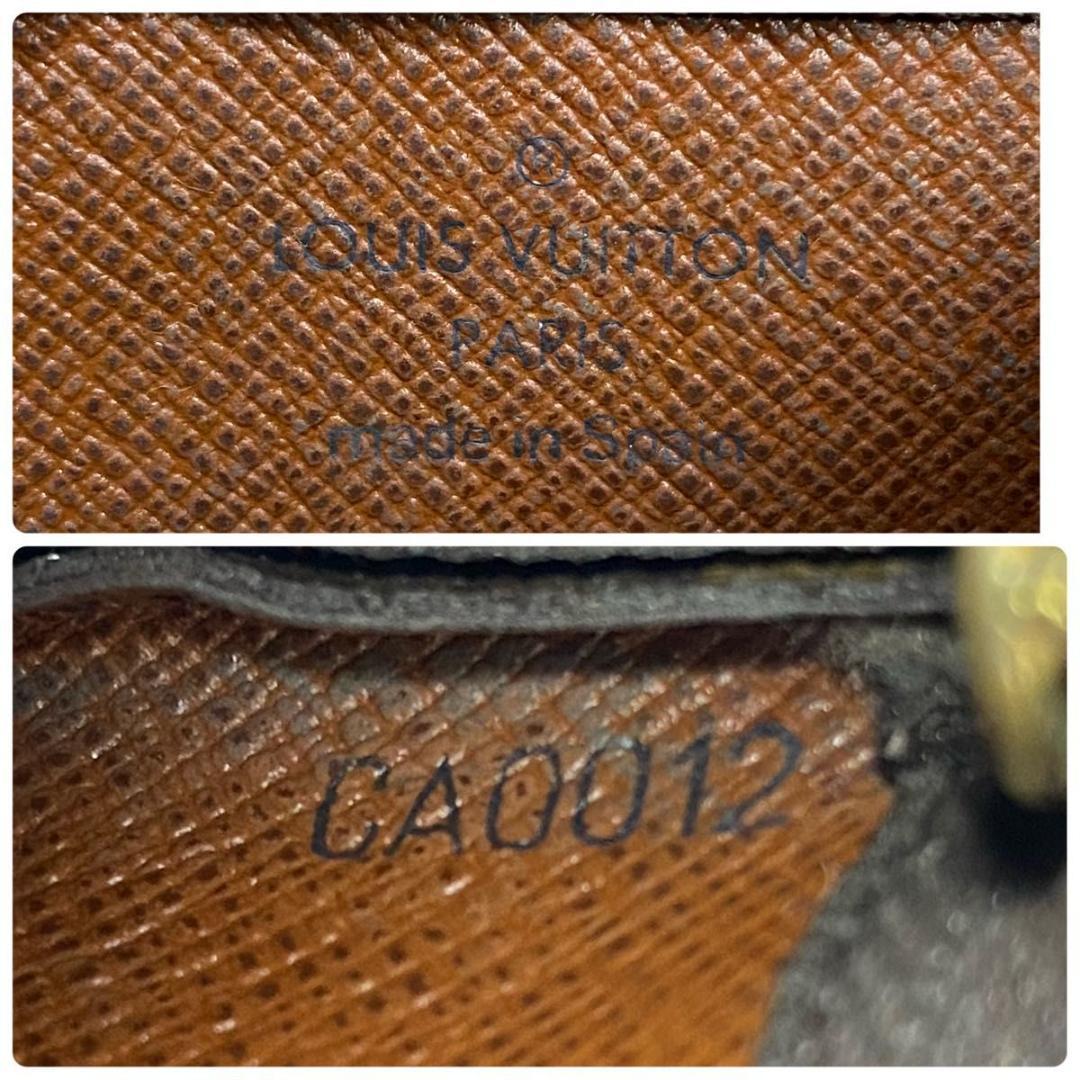 ®
LOUIS VUITTON
PARIS
made in Spain
CA0012